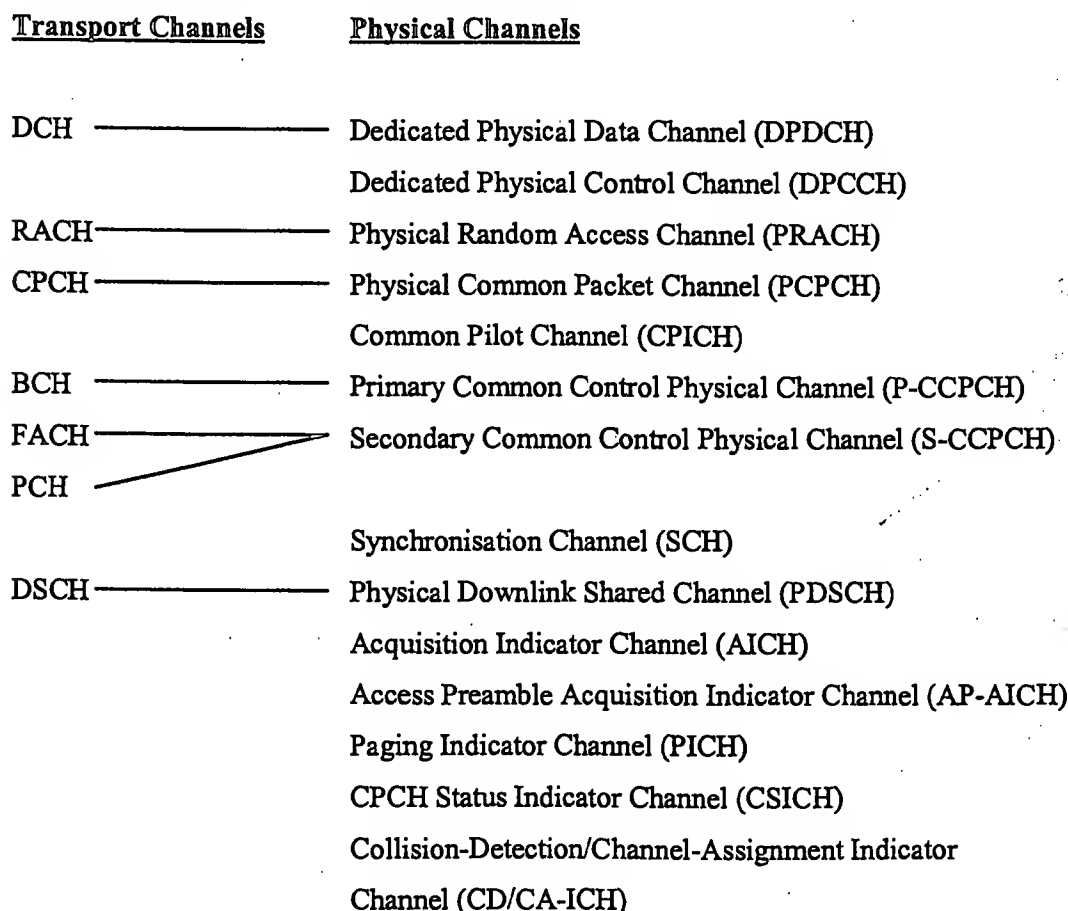 Transport Channels Physical Channels
DCH Dedicated Physical Data Channel (DPDCH)
Dedicated Physical Control Channel (DPCCH)
RACH Physical Random Access Channel (PRACH)
CPCH Physical Common Packet Channel (PCPCH)
Common Pilot Channel (CPICH)
BCH Primary Common Control Physical Channel (P-CCPCH)
FACH Secondary Common Control Physical Channel (S-CCPCH)
PCH
Synchronisation Channel (SCH)
DSCH Physical Downlink Shared Channel (PDSCH)
Acquisition Indicator Channel (AICH)
Access Preamble Acquisition Indicator Channel (AP-AICH)
Paging Indicator Channel (PICH)
CPCH Status Indicator Channel (CSICH)
Collision-Detection/Channel-Assignment Indicator
Channel (CD/CA-ICH)